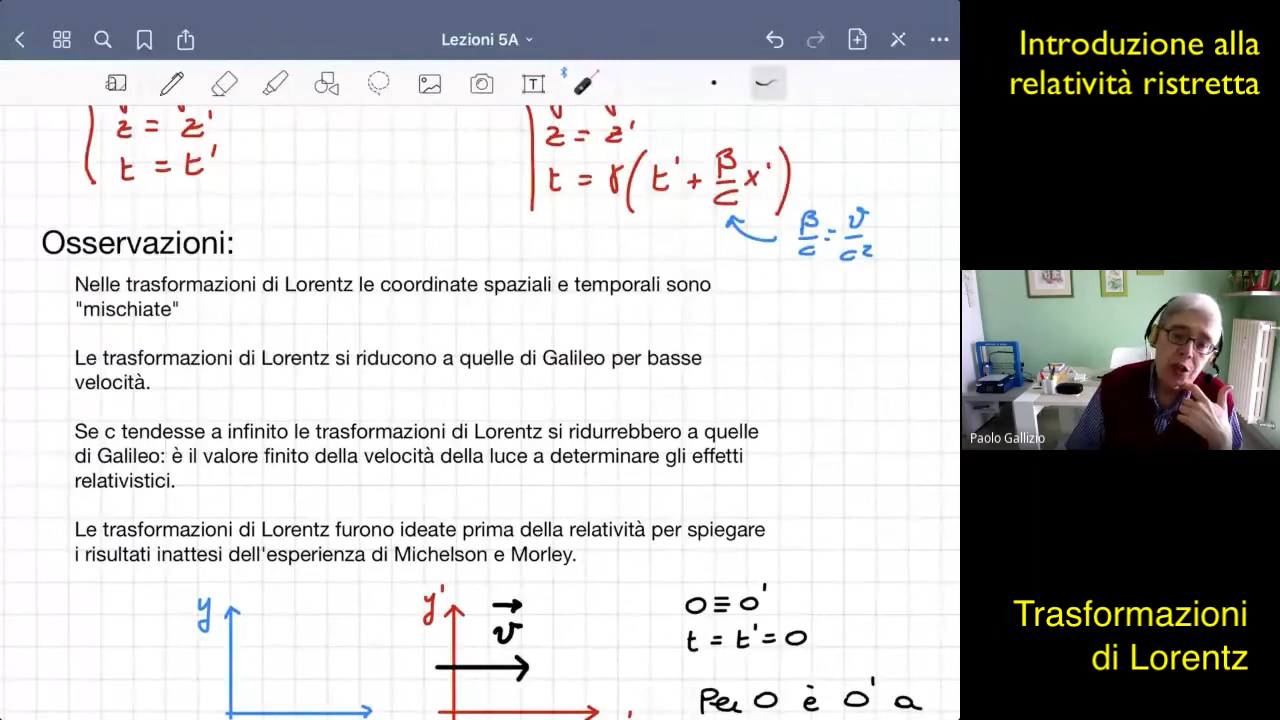 Lezioni 5A
Introduzione alla
relatività ristretta
z = z'
t = t'
z = z'
t = γ(t' + β/c x')
β/c = v/c²
Osservazioni:
Nelle trasformazioni di Lorentz le coordinate spaziali e temporali sono
"mischiate"
Le trasformazioni di Lorentz si riducono a quelle di Galileo per basse
velocità.
Se c tendesse a infinito le trasformazioni di Lorentz si ridurrebbero a quelle
di Galileo: è il valore finito della velocità della luce a determinare gli effetti
relativistici.
Le trasformazioni di Lorentz furono ideate prima della relatività per spiegare
i risultati inattesi dell'esperienza di Michelson e Morley.
y
y'
v
O ≡ O'
t = t' = 0
Per O è O' a
Paolo Gallizio
Trasformazioni
di Lorentz